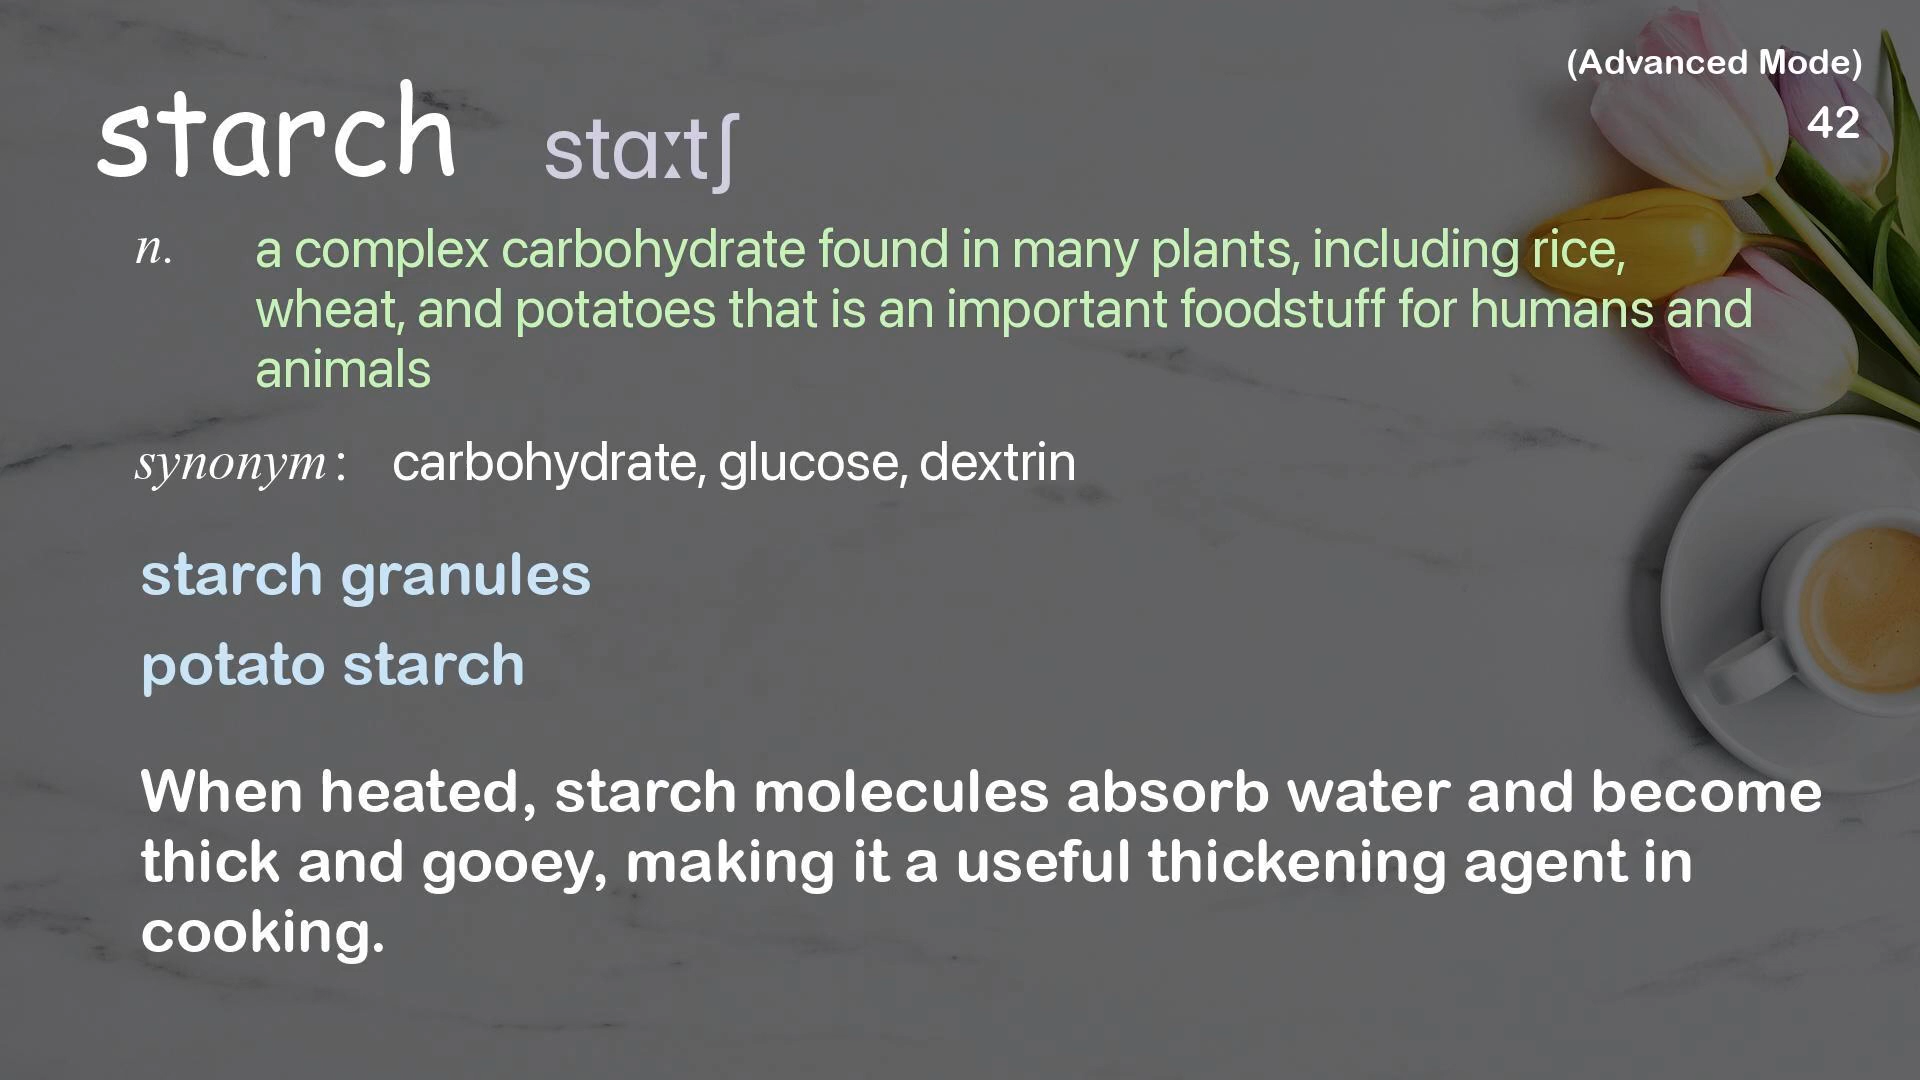 (Advanced Mode)
starch stɑːtʃ
42
n. a complex carbohydrate found in many plants, including rice,
wheat, and potatoes that is an important foodstuff for humans and
animals
synonym: carbohydrate, glucose, dextrin
starch granules
potato starch
When heated, starch molecules absorb water and become
thick and gooey, making it a useful thickening agent in
cooking.